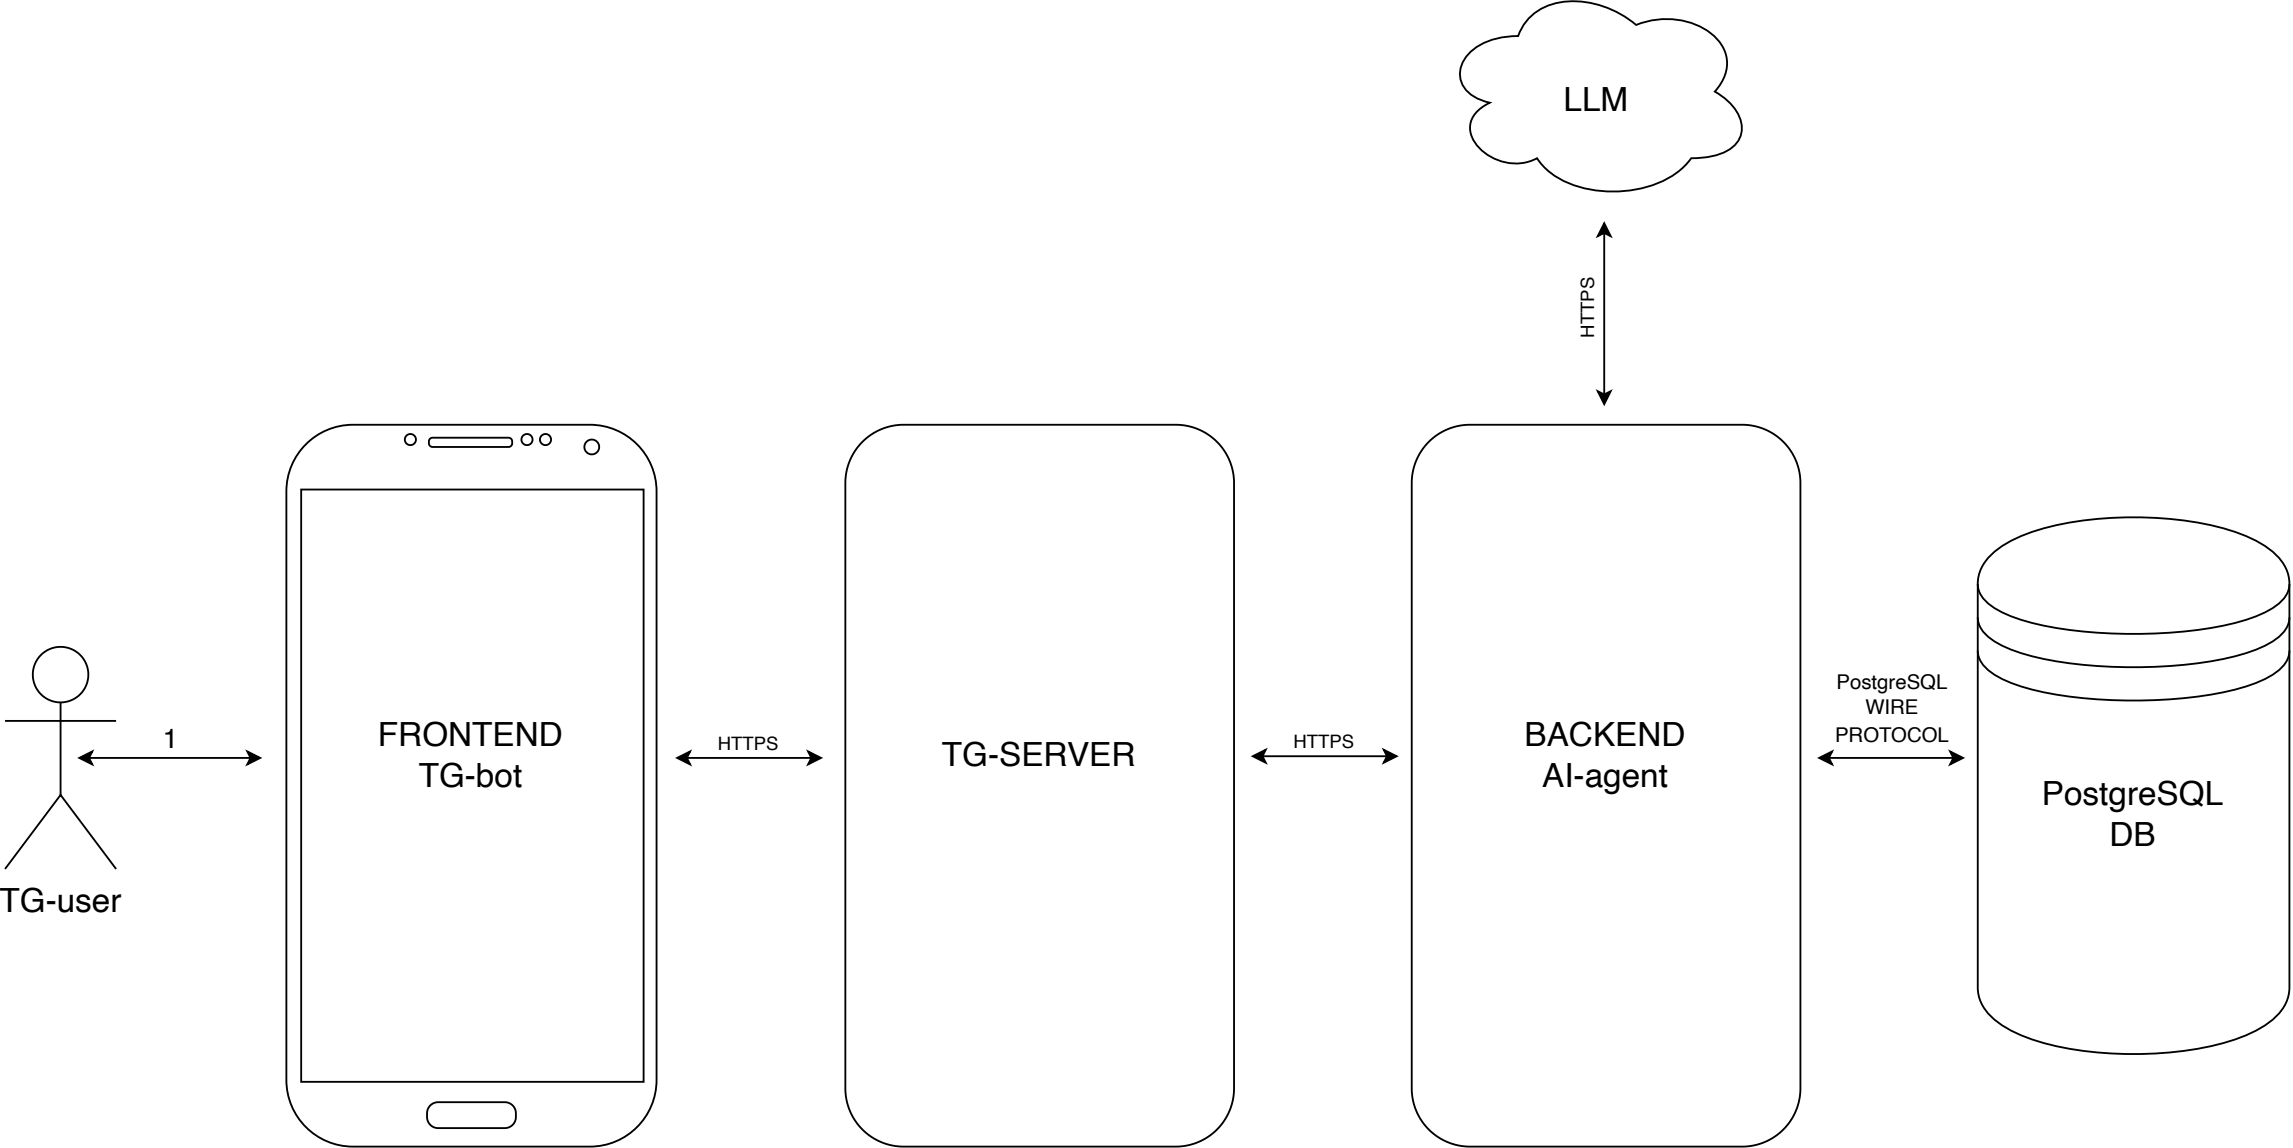 LLM
HTTPS
FRONTEND
TG-bot
TG-SERVER
BACKEND
AI-agent
PostgreSQL
WIRE
PROTOCOL
PostgreSQL
DB
1
HTTPS
HTTPS
TG-user